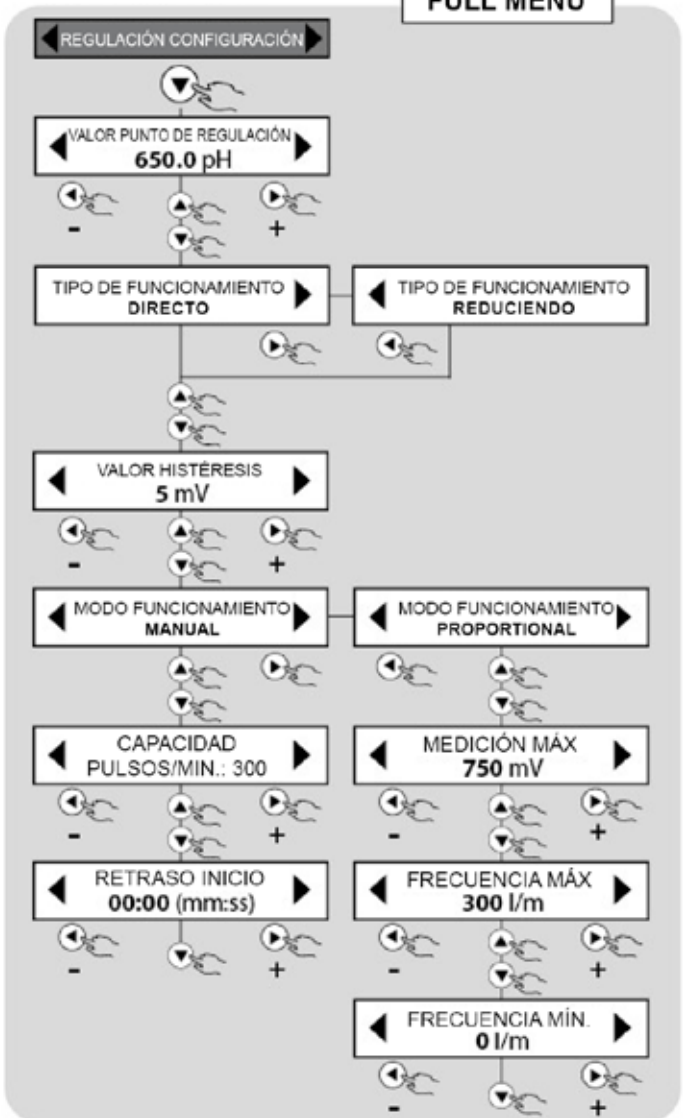 FULL MENU
REGULACIÓN CONFIGURACIÓN
VALOR PUNTO DE REGULACIÓN
650.0 pH
-
+
TIPO DE FUNCIONAMIENTO
DIRECTO
TIPO DE FUNCIONAMIENTO
REDUCIENDO
VALOR HISTÉRESIS
5 mV
-
+
MODO FUNCIONAMIENTO
MANUAL
MODO FUNCIONAMIENTO
PROPORTIONAL
CAPACIDAD
PULSOS/MIN.: 300
-
+
MEDICIÓN MÁX
750 mV
-
+
RETRASO INICIO
00:00 (mm:ss)
-
+
FRECUENCIA MÁX
300 I/m
-
+
FRECUENCIA MÍN.
0 I/m
-
+